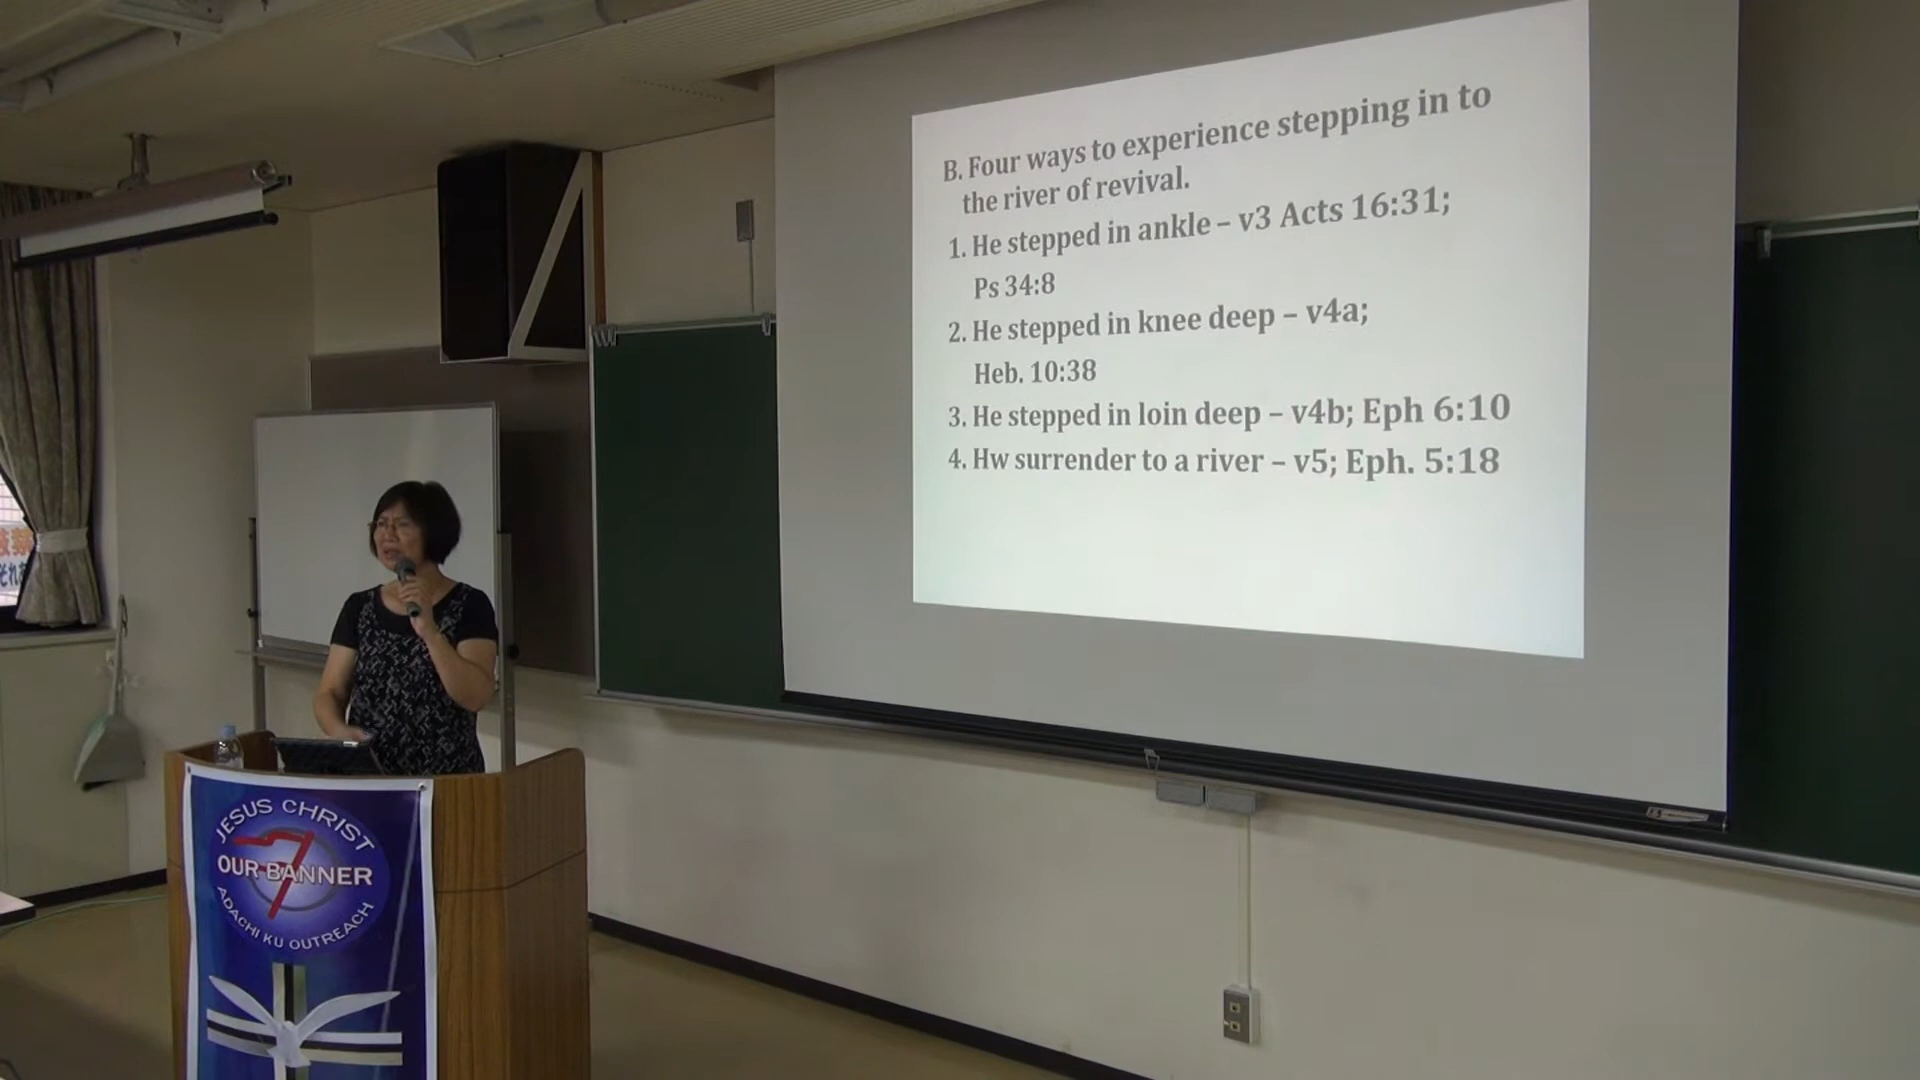 B. Four ways to experience stepping in to
the river of revival.
1. He stepped in ankle – v3 Acts 16:31;
Ps 34:8
2. He stepped in knee deep – v4a;
Heb. 10:38
3. He stepped in loin deep – v4b; Eph 6:10
4. Hw surrender to a river – v5; Eph. 5:18
JESUS CHRIST
7
OUR BANNER
ADACHI KU OUTREACH